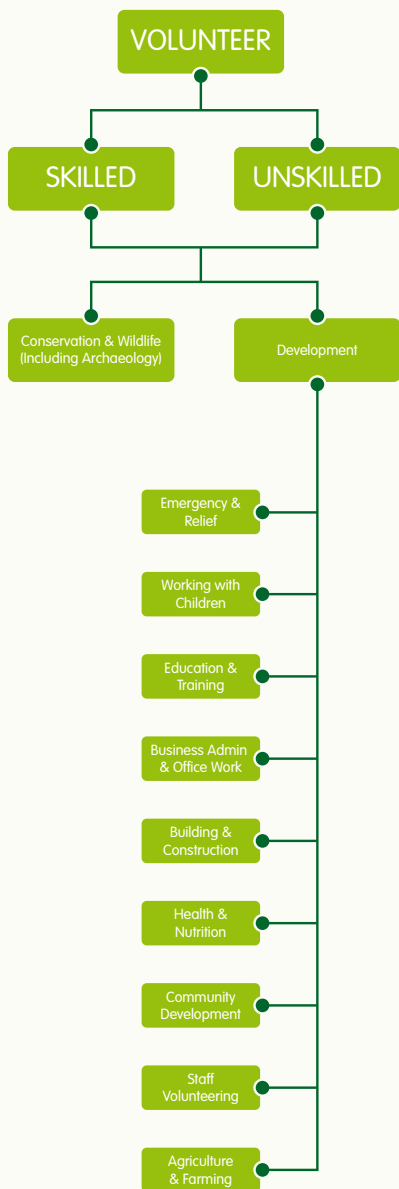 VOLUNTEER
SKILLED
UNSKILLED
Conservation & Wildlife
(Including Archaeology)
Development
Emergency &
Relief
Working with
Children
Education &
Training
Business Admin
& Office Work
Building &
Construction
Health &
Nutrition
Community
Development
Staff
Volunteering
Agriculture
& Farming